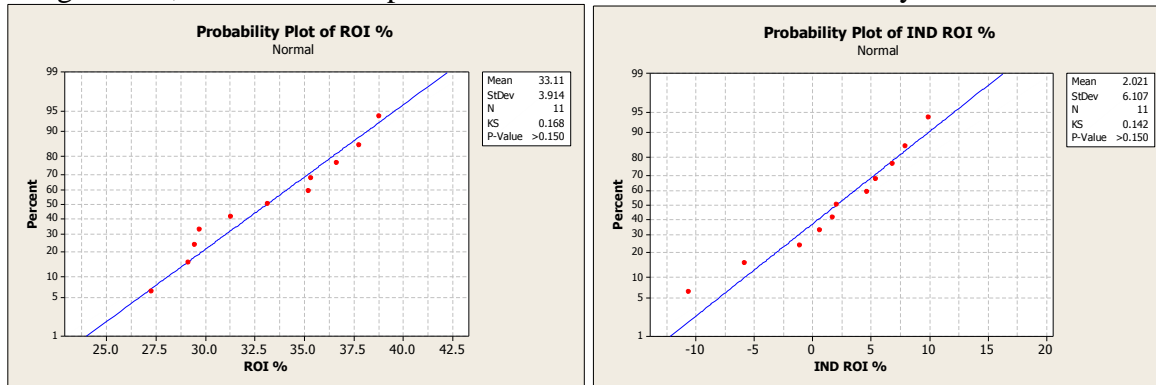 Probability Plot of ROI %
Normal
99
95
90
80
70
60
50
40
30
20
10
5
1
Percent
25.0 27.5 30.0 32.5 35.0 37.5 40.0 42.5
ROI %
Mean 33.11
StDev 3.914
N 11
KS 0.168
P-Value >0.150
Probability Plot of IND ROI %
Normal
99
95
90
80
70
60
50
40
30
20
10
5
1
Percent
-10 -5 0 5 10 15 20
IND ROI %
Mean 2.021
StDev 6.107
N 11
KS 0.142
P-Value >0.150